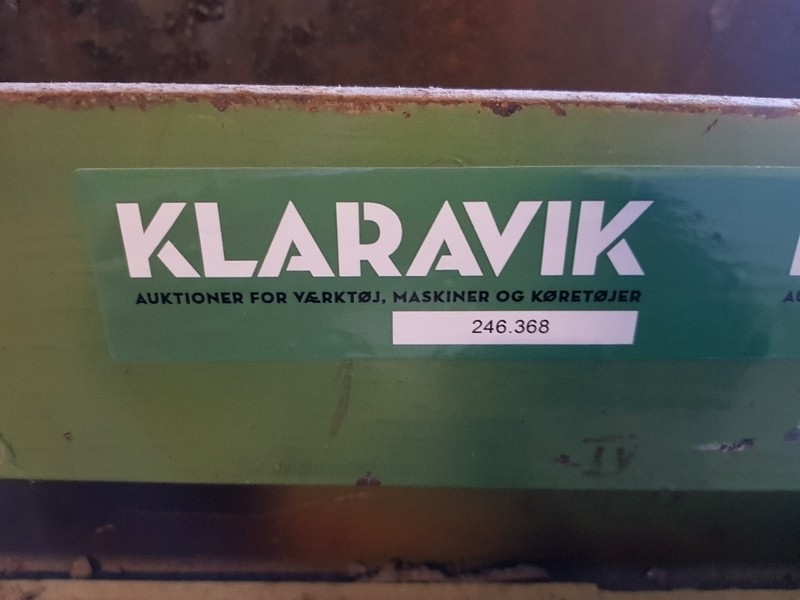 KLARAVIK
AUKTIONER FOR VÆRKTØJ, MASKINER OG KØRETØJER
246.368